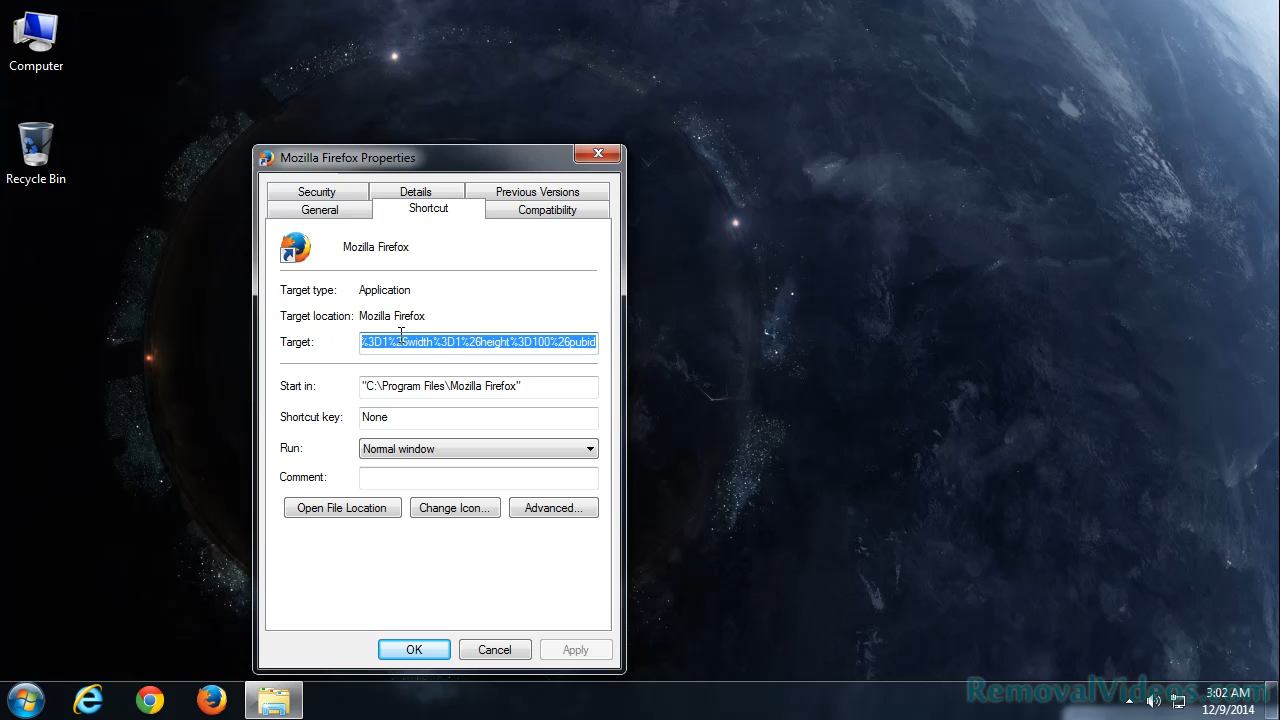 Computer
Recycle Bin
Mozilla Firefox Properties
Security Details Previous Versions
General Shortcut Compatibility
Mozilla Firefox
Target type: Application
Target location: Mozilla Firefox
Target: %3D1%26width%3D1%26height%3D100%26pubid
Start in: "C:\Program Files\Mozilla Firefox"
Shortcut key: None
Run: Normal window
Comment:
Open File Location Change Icon... Advanced...
OK Cancel Apply
RemovalVideos.com
3:02 AM
12/9/2014